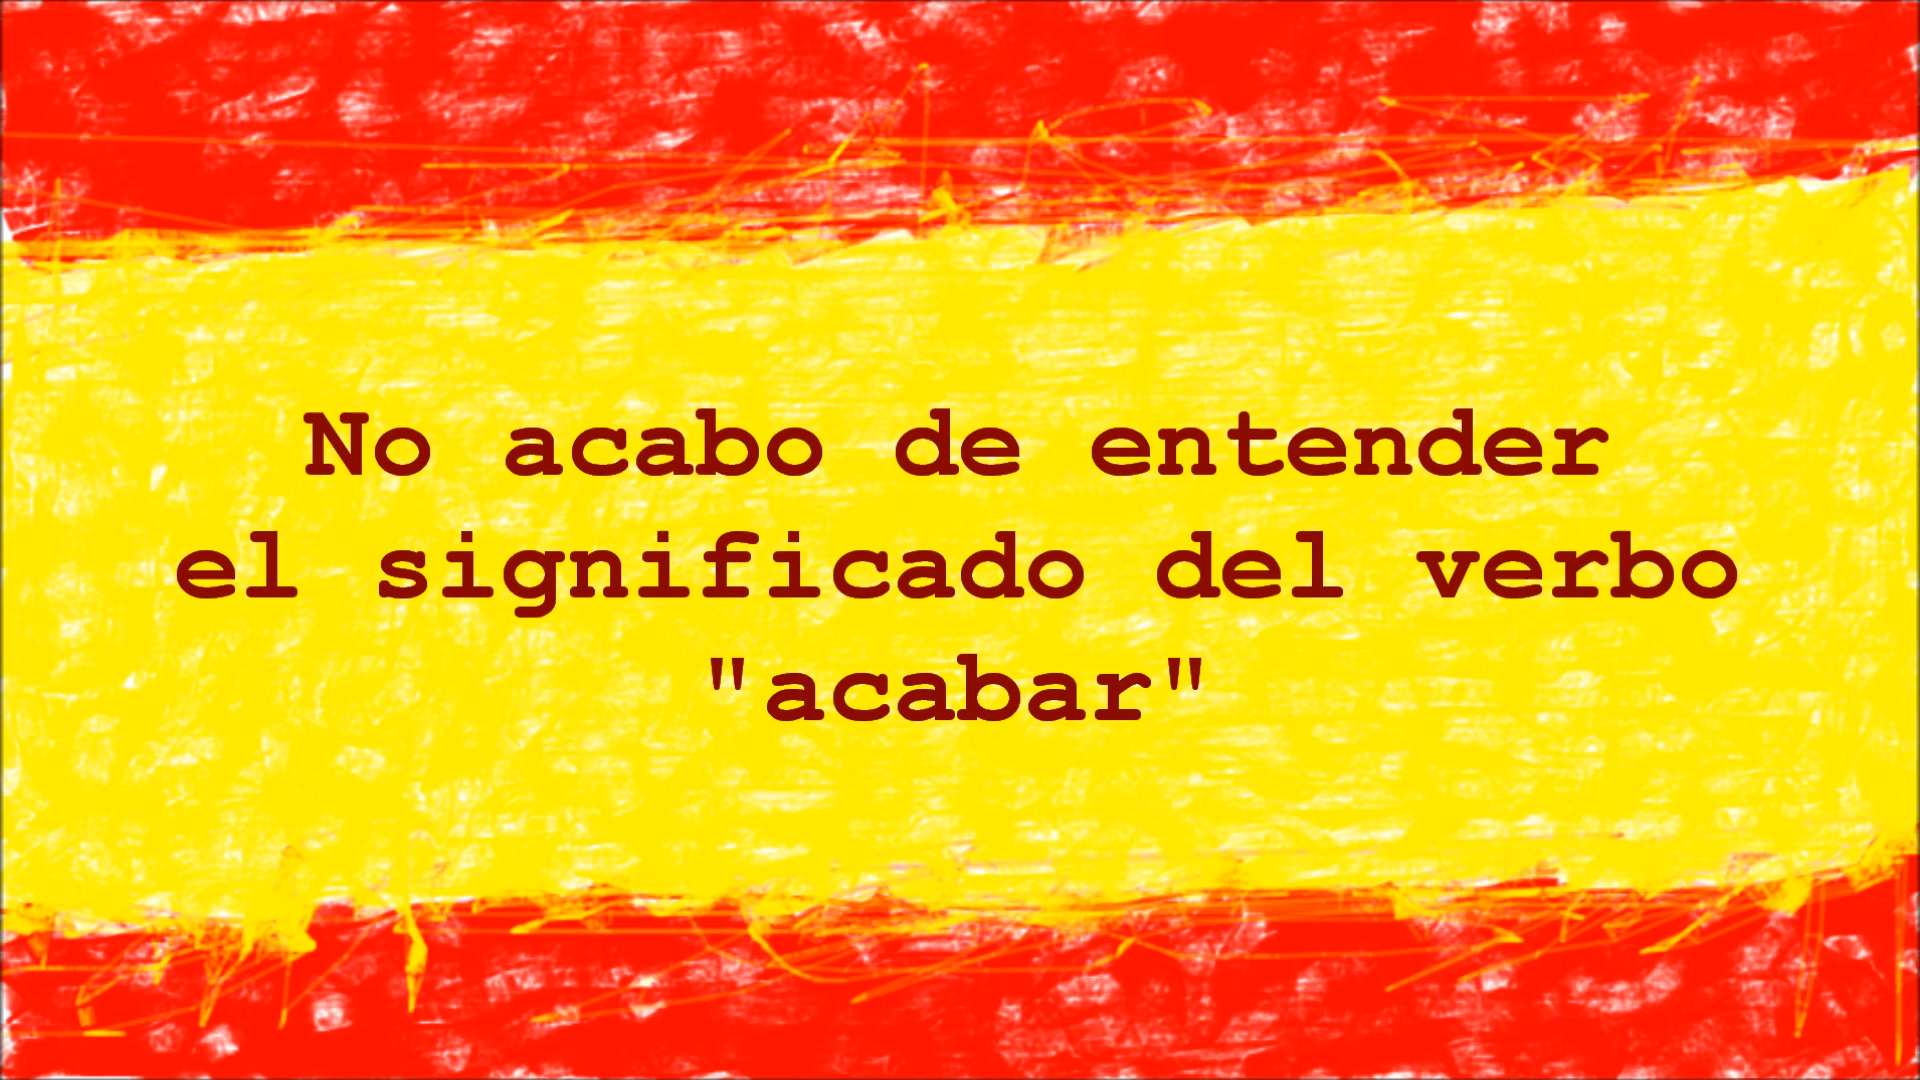 No acabo de entender
el significado del verbo
"acabar"